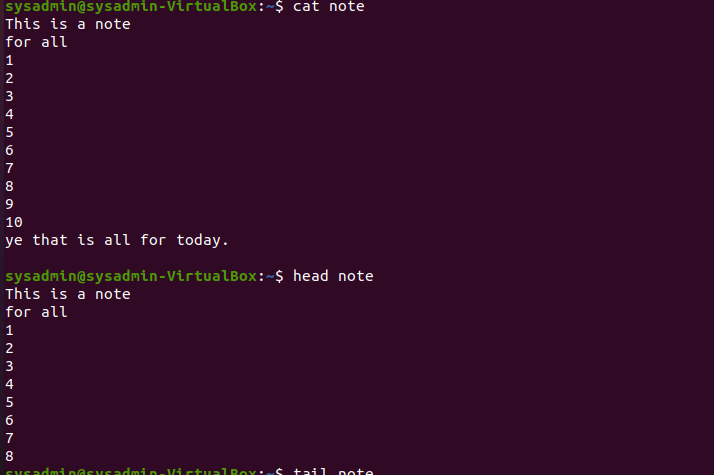 sysadmin@sysadmin-VirtualBox:~$ cat note
This is a note
for all
1
2
3
4
5
6
7
8
9
10
ye that is all for today.
sysadmin@sysadmin-VirtualBox:~$ head note
This is a note
for all
1
2
3
4
5
6
7
8
sysadmin@sysadmin-VirtualBox:~$ tail note